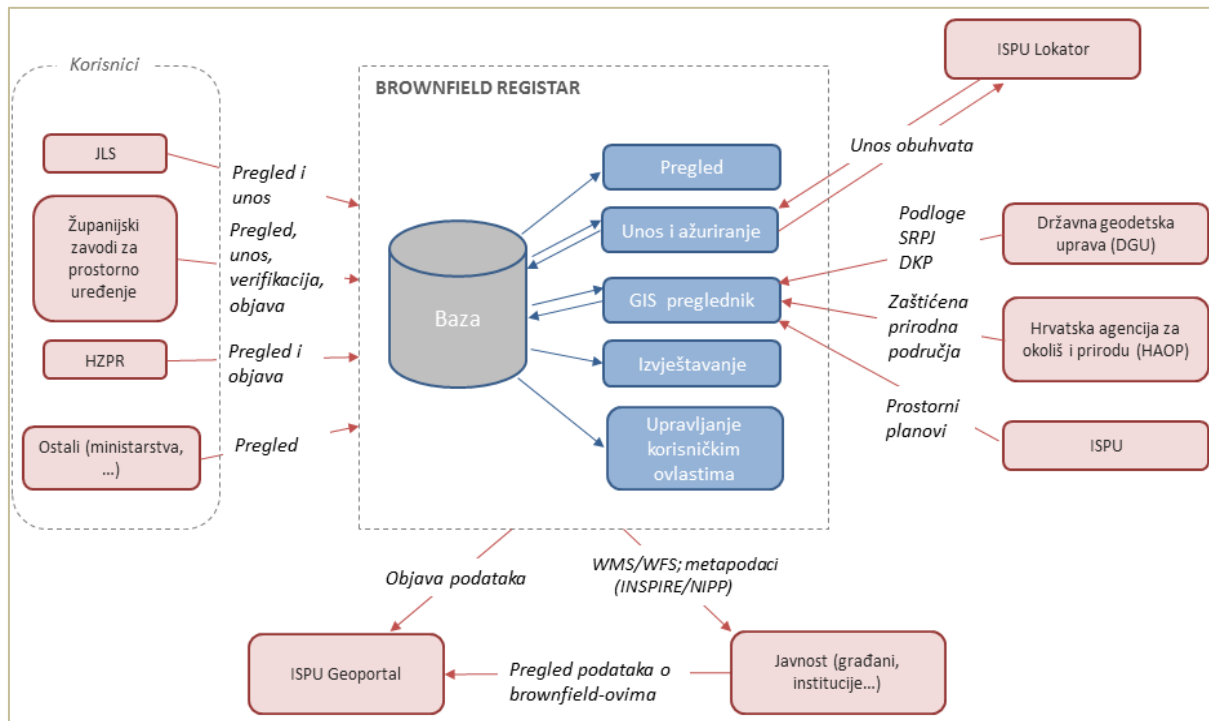 Korisnici
JLS
Županijski
zavodi za
prostorno
uređenje
HZPR
Ostali (ministarstva,
...)
Pregled i
unos
Pregled,
unos,
verifikacija,
objava
Pregled i
objava
Pregled
BROWNFIELD REGISTAR
Baza
Pregled
Unos i ažuriranje
GIS preglednik
Izvještavanje
Upravljanje
korisničkim
ovlastima
ISPU Lokator
Unos obuhvata
Podloge
SRPJ
DKP
Državna geodetska
uprava (DGU)
Zaštićena
prirodna
područja
Hrvatska agencija za
okoliš i prirodu (HAOP)
Prostorni
planovi
ISPU
Objava podataka
WMS/WFS; metapodaci
(INSPIRE/NIPP)
ISPU Geoportal
Pregled podataka o
brownfield-ovima
Javnost (građani,
institucije...)